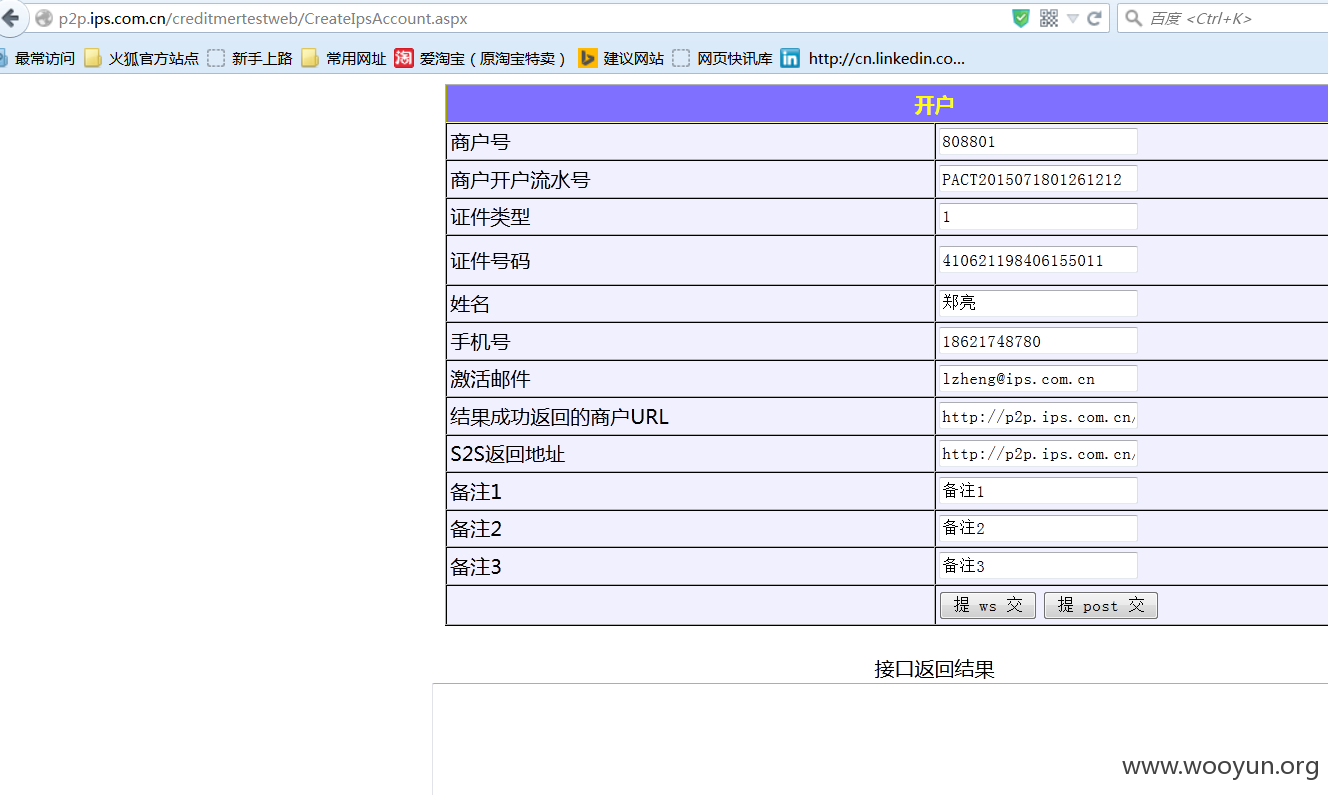 p2p.ips.com.cn/creditmertestweb/CreateIpsAccount.aspx 百度 <Ctrl+K>
最常访问 火狐官方站点 新手上路 常用网址 淘 爱淘宝（原淘宝特卖） 建议网站 网页快讯库 in http://cn.linkedin.co...
开户
商户号 808801
商户开户流水号 PACT2015071801261212
证件类型 1
证件号码 410621198406155011
姓名 郑亮
手机号 18621748780
激活邮件 lzheng@ips.com.cn
结果成功返回的商户URL http://p2p.ips.com.cn/
S2S返回地址 http://p2p.ips.com.cn/
备注1 备注1
备注2 备注2
备注3 备注3
提 ws 交 提 post 交
接口返回结果
www.wooyun.org